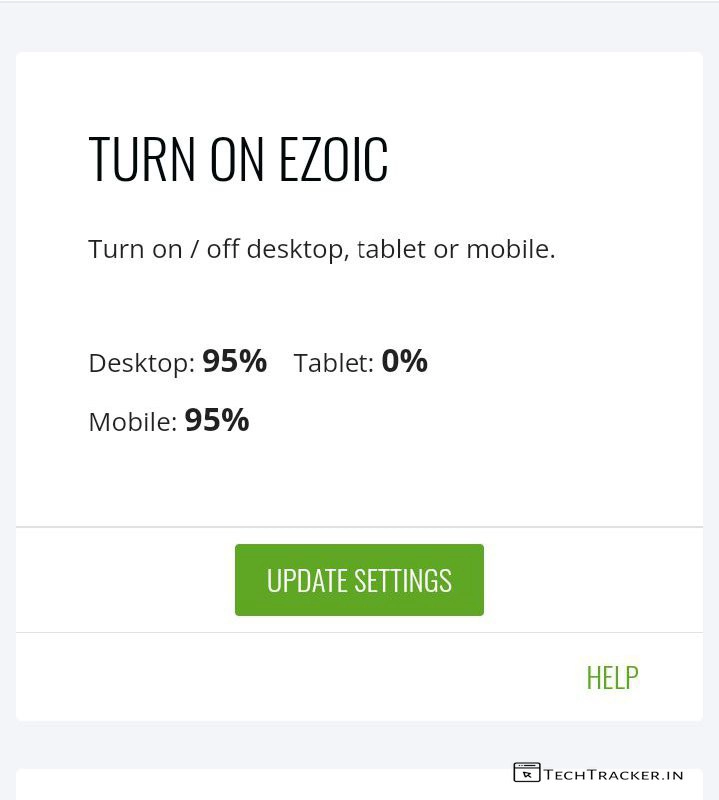 TURN ON EZOIC
Turn on / off desktop, tablet or mobile.
Desktop: 95% Tablet: 0%
Mobile: 95%
UPDATE SETTINGS
HELP
TECHTRACKER.IN